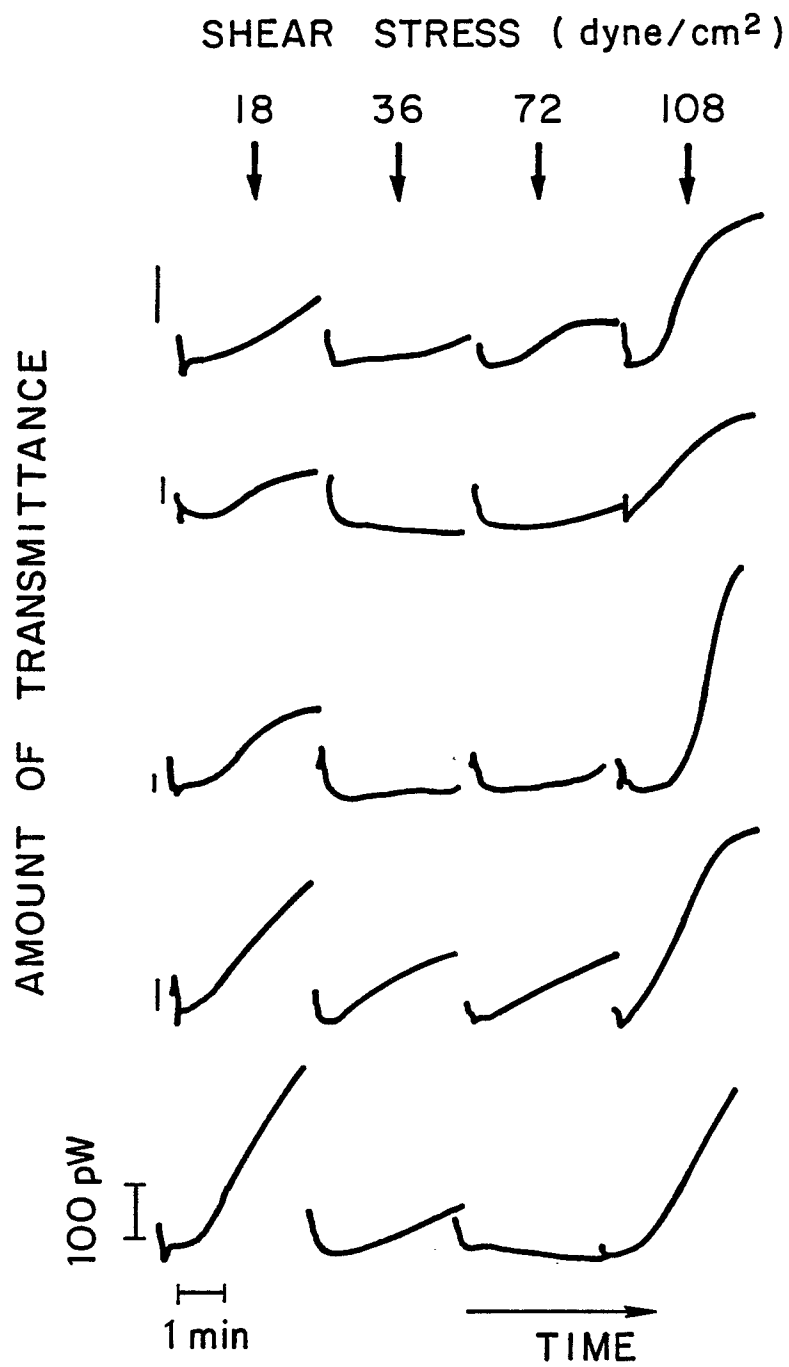 SHEAR STRESS (dyne/cm²)
18 36 72 108
AMOUNT OF TRANSMITTANCE
100 pW
1 min
TIME